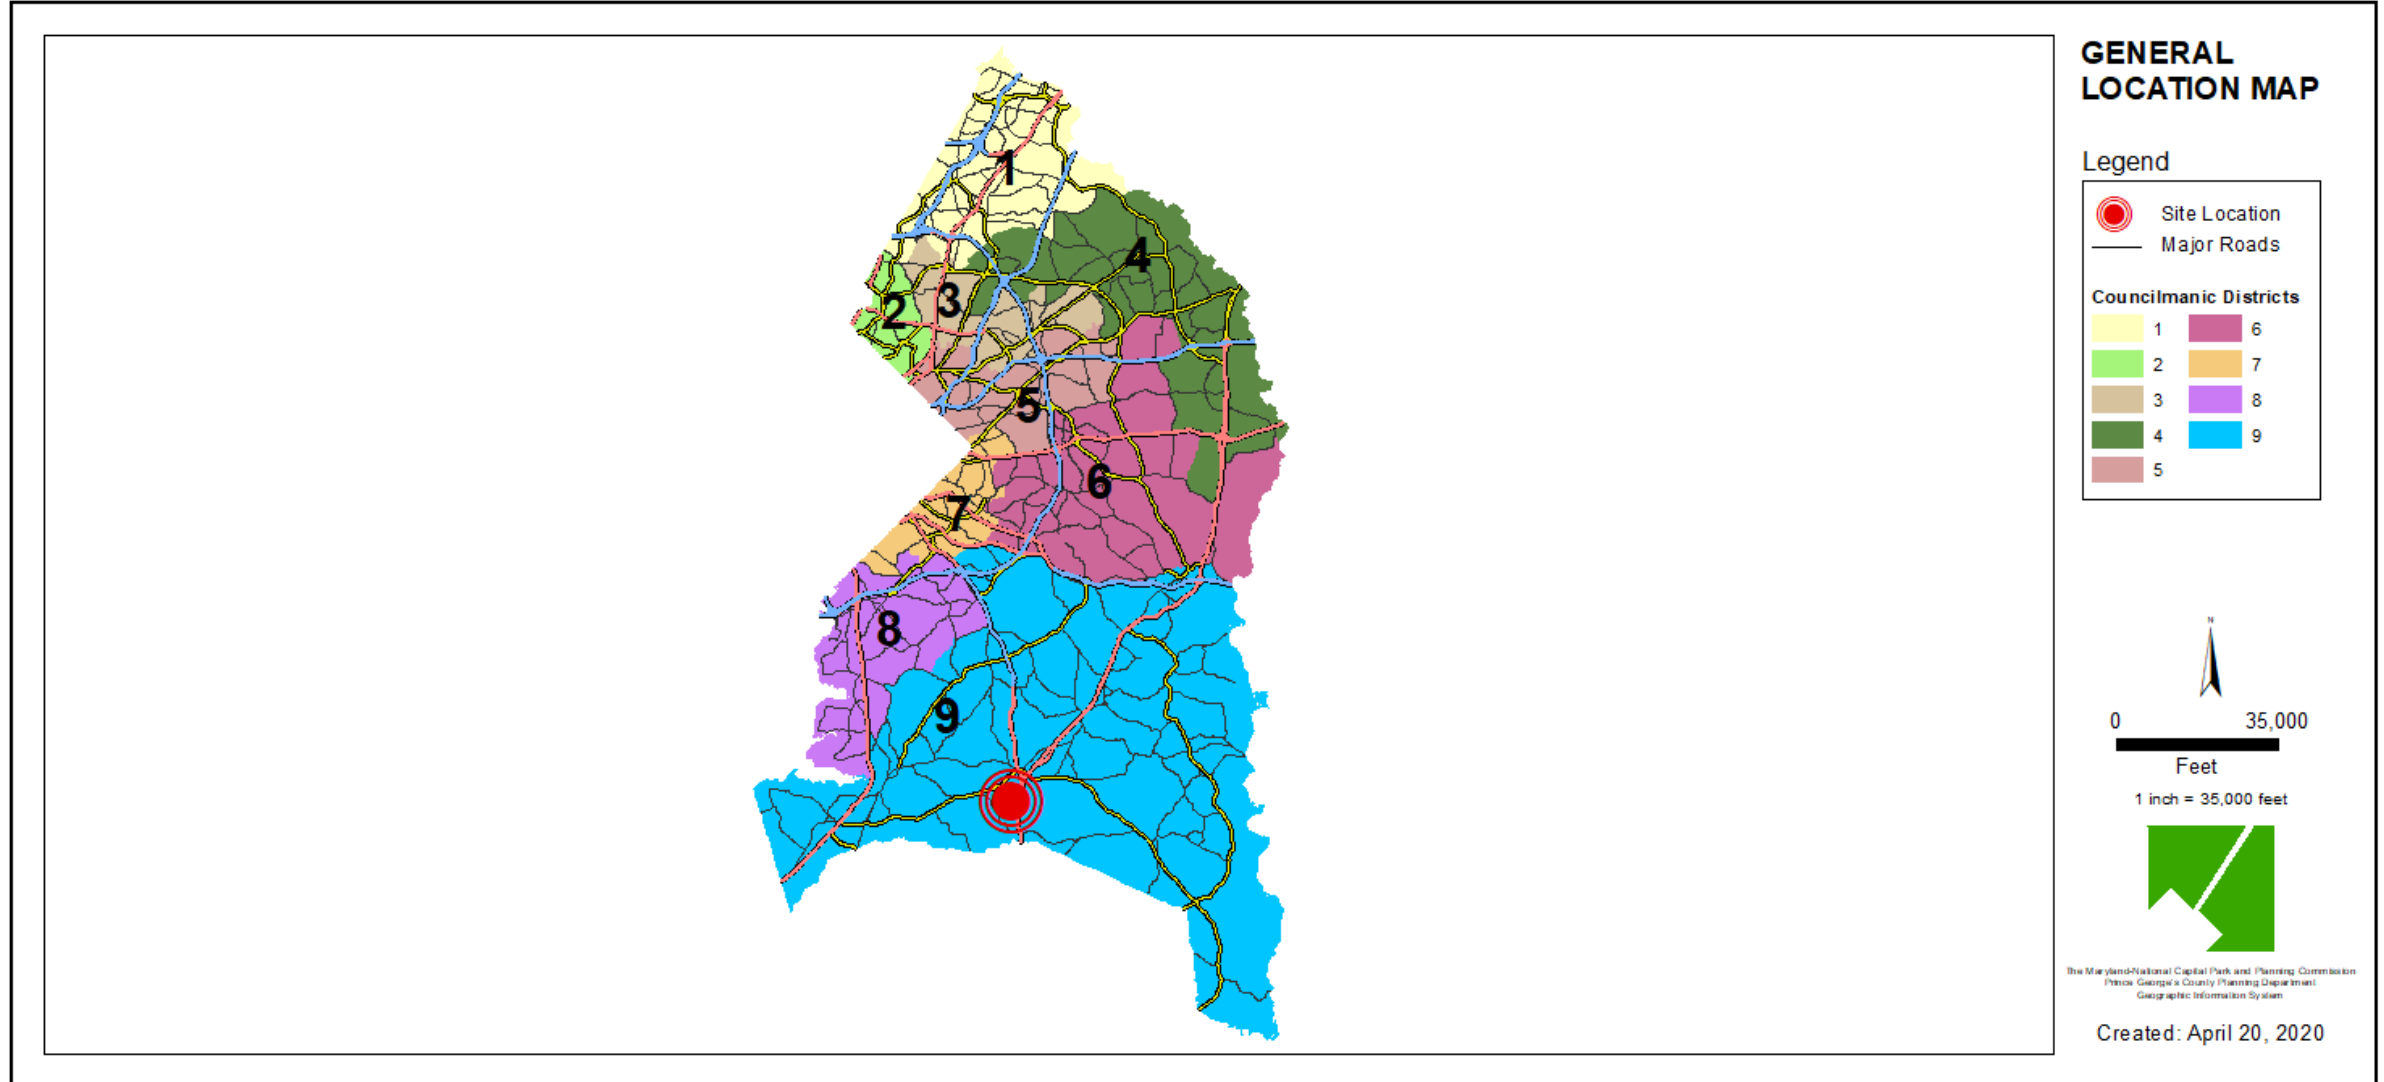 GENERAL
LOCATION MAP
Legend
Site Location
Major Roads
Councilmanic Districts
1 6
2 7
3 8
4 9
5
1
4
2
3
5
6
7
8
9
N
0 35,000
Feet
1 inch = 35,000 feet
The Maryland-National Capital Park and Planning Commission
Prince George's County Planning Department
Geographic Information System
Created: April 20, 2020